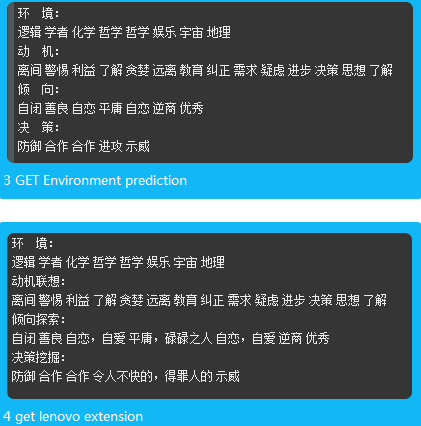 环　境：
逻辑 学者 化学 哲学 哲学 娱乐 宇宙 地理
动　机：
离间 警惕 利益 了解 贪婪 远离 教育 纠正 需求 疑虑 进步 决策 思想 了解
倾　向：
自闭 善良 自恋 平庸 自恋 逆商 优秀
决　策：
防御 合作 合作 进攻 示威
3 GET Environment prediction
环　境：
逻辑 学者 化学 哲学 哲学 娱乐 宇宙 地理
动机联想：
离间 警惕 利益 了解 贪婪 远离 教育 纠正 需求 疑虑 进步 决策 思想 了解
倾向探索：
自闭 善良 自恋，自爱 平庸，碌碌之人 自恋，自爱 逆商 优秀
决策挖掘：
防御 合作 合作 令人不快的，得罪人的 示威
4 get lenovo extension